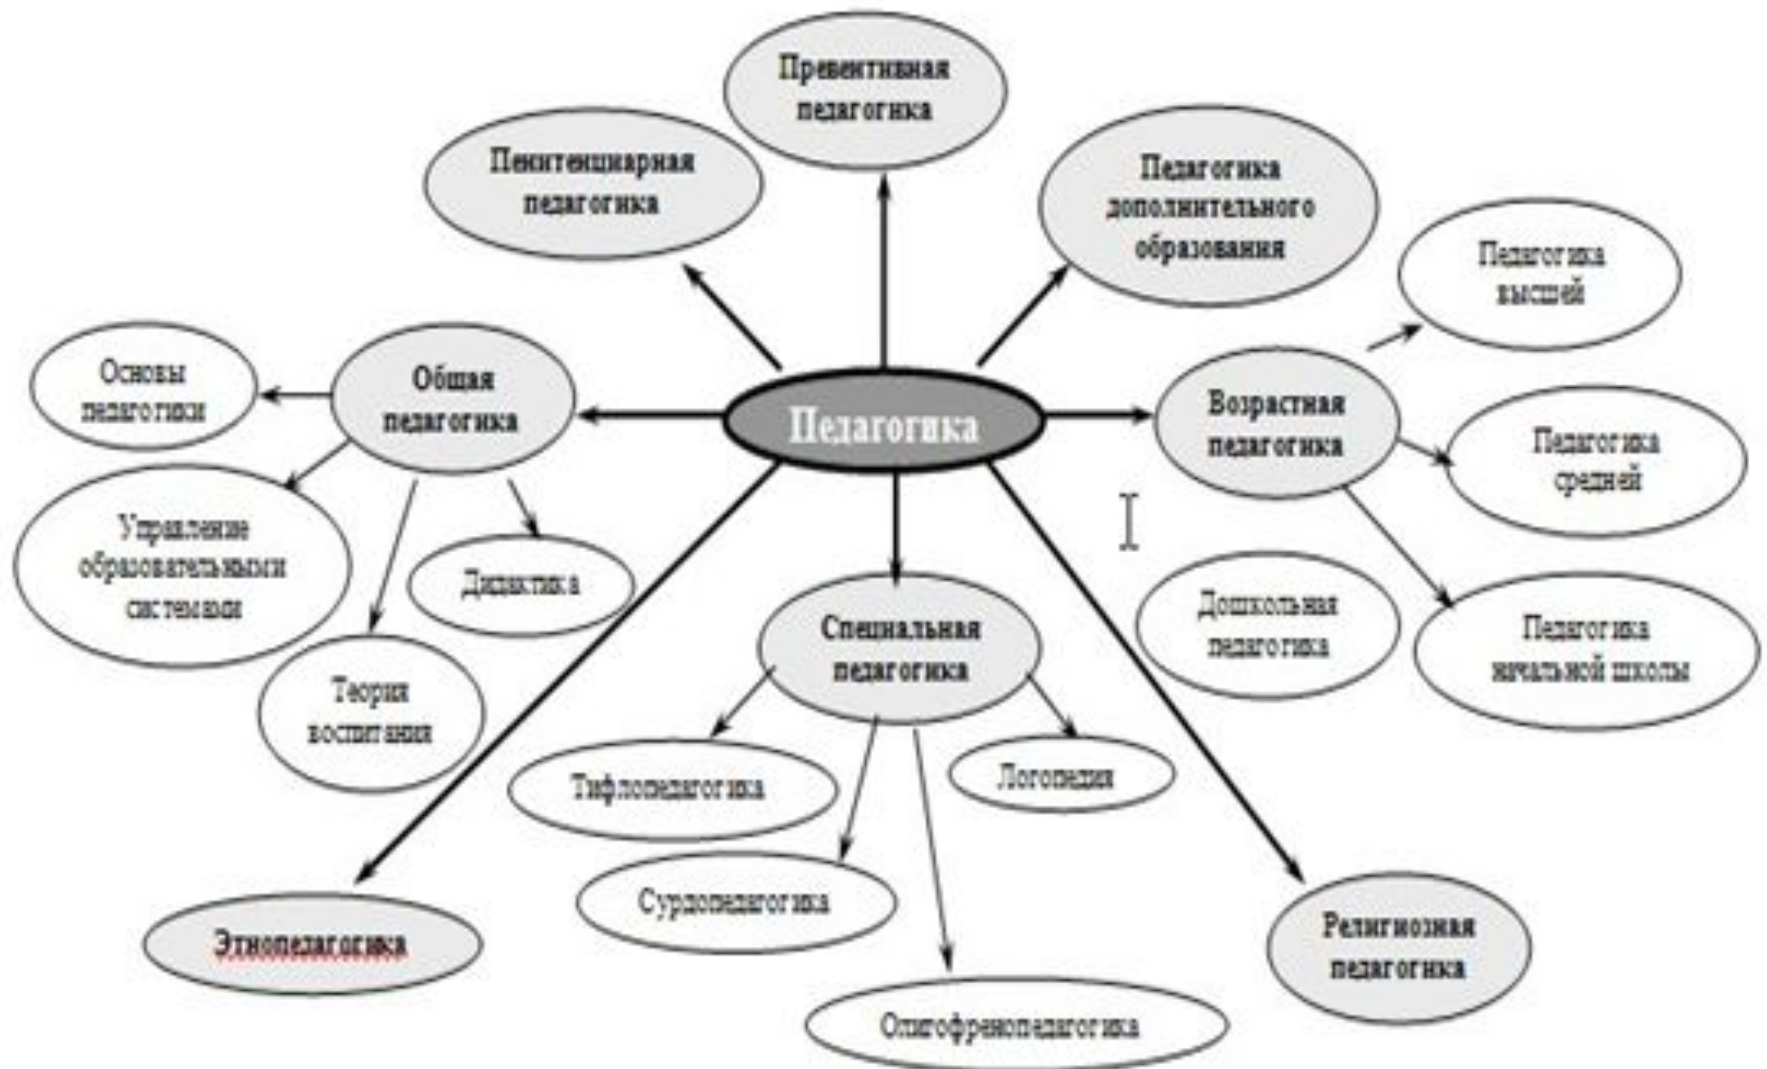 Превентивная
педагогика
Пенитенциарная
педагогика
Педагогика
дополнительного
образования
Педагогика
высшей
Основы
педагогики
Общая
педагогика
Педагогика
Возрастная
педагогика
Педагогика
средней
Управление
образовательными
системами
Дидактика
Теория
воспитания
Специальная
педагогика
Дошкольная
педагогика
Педагогика
начальной школы
Тифлопедагогика
Логопедия
Сурдопедагогика
Этнопедагогика
Религиозная
педагогика
Олигофренопедагогика